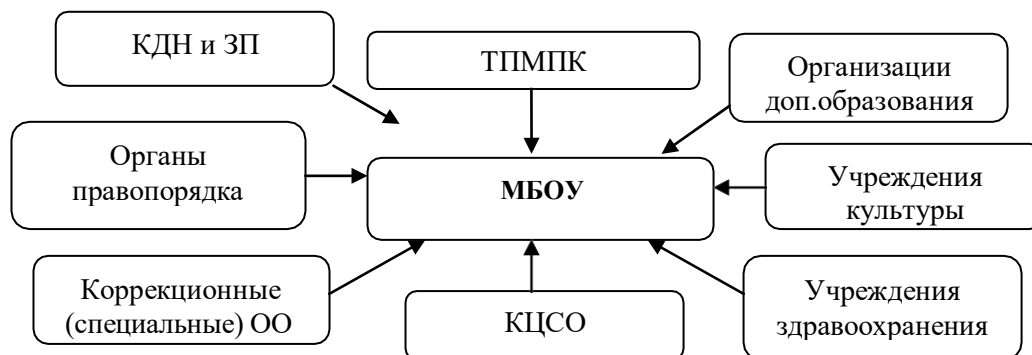 КДН и ЗП
ТПМПК
Организации
доп.образования
Органы
правопорядка
МБОУ
Учреждения
культуры
Коррекционные
(специальные) ОО
КЦСО
Учреждения
здравоохранения